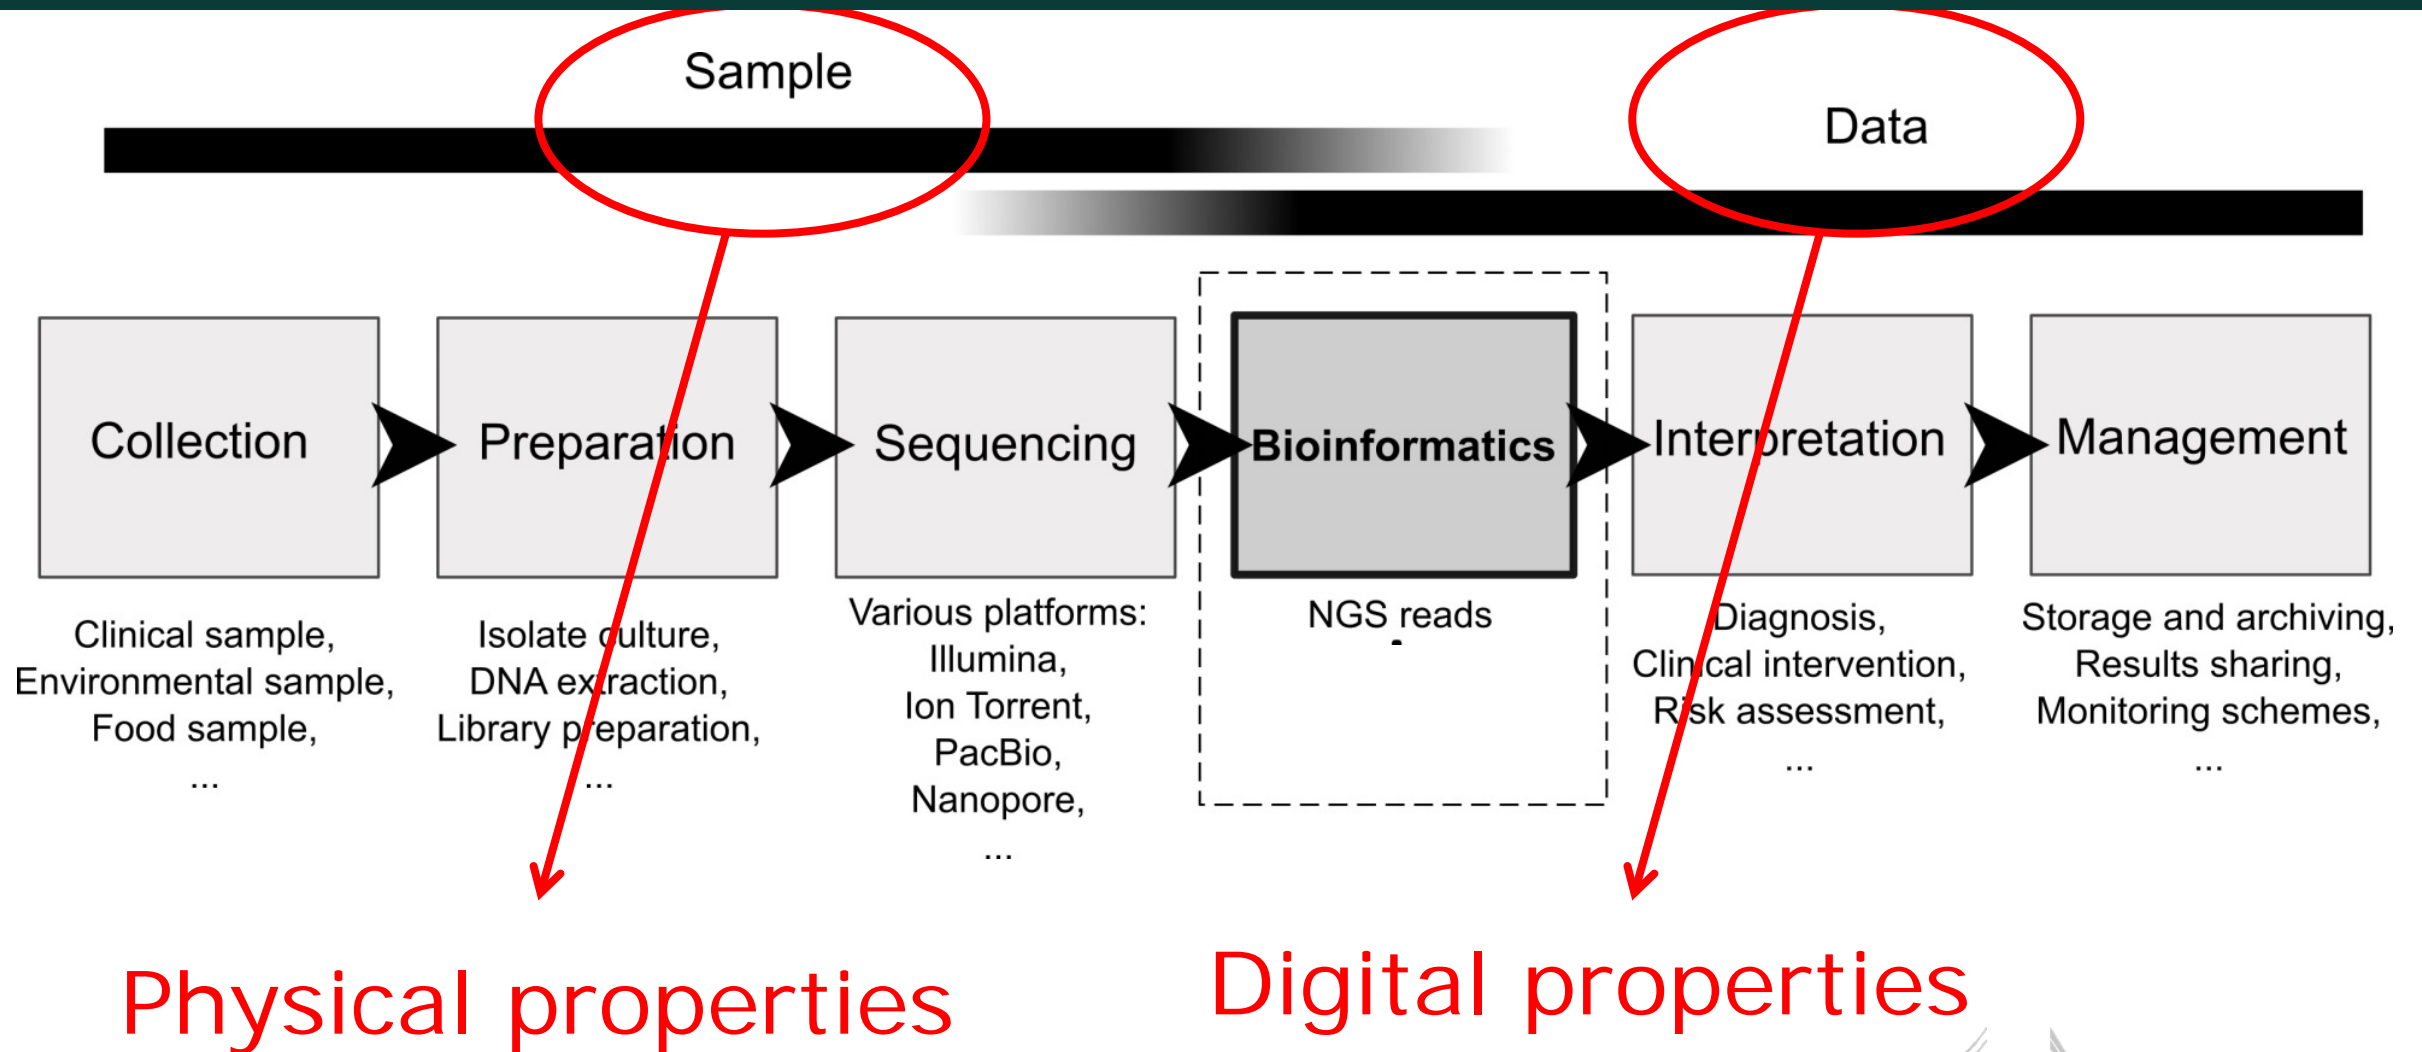 Sample
Data
Collection
Preparation
Sequencing
Bioinformatics
Interpretation
Management
Clinical sample,
Environmental sample,
Food sample,
...
Isolate culture,
DNA extraction,
Library preparation,
...
Various platforms:
Illumina,
Ion Torrent,
PacBio,
Nanopore,
...
NGS reads
Diagnosis,
Clinical intervention,
Risk assessment,
...
Storage and archiving,
Results sharing,
Monitoring schemes,
...
Physical properties
Digital properties